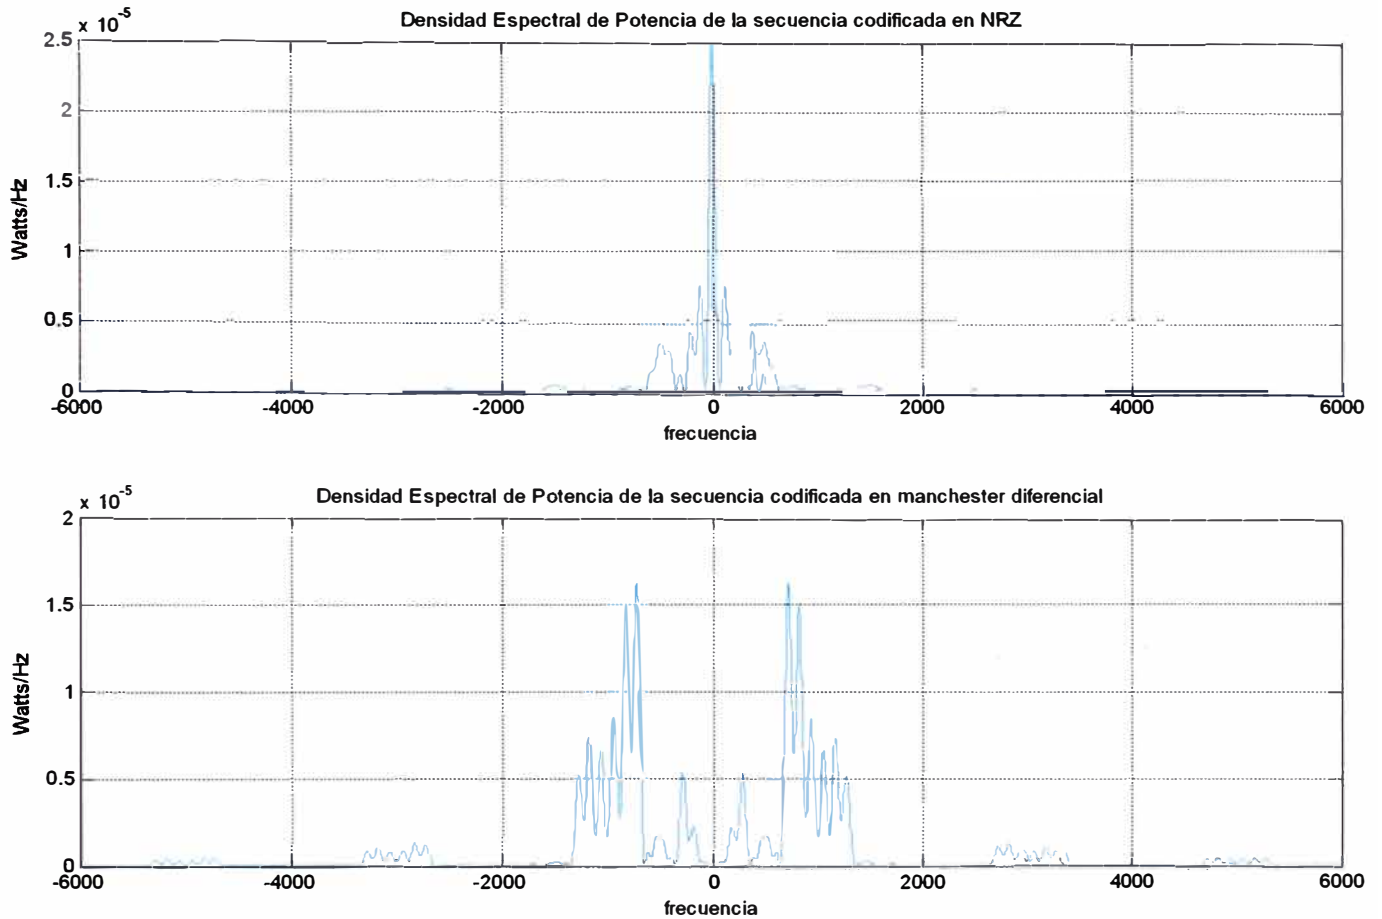 Densidad Espectral de Potencia de la secuencia codificada en NRZ
x 10-5
2.5
2
1.5
1
0.5
0
Watts/Hz
-6000 -4000 -2000 0 2000 4000 6000
frecuencia
Densidad Espectral de Potencia de la secuencia codificada en manchester diferencial
x 10-5
2
1.5
1
0.5
0
Watts/Hz
-6000 -4000 -2000 0 2000 4000 6000
frecuencia